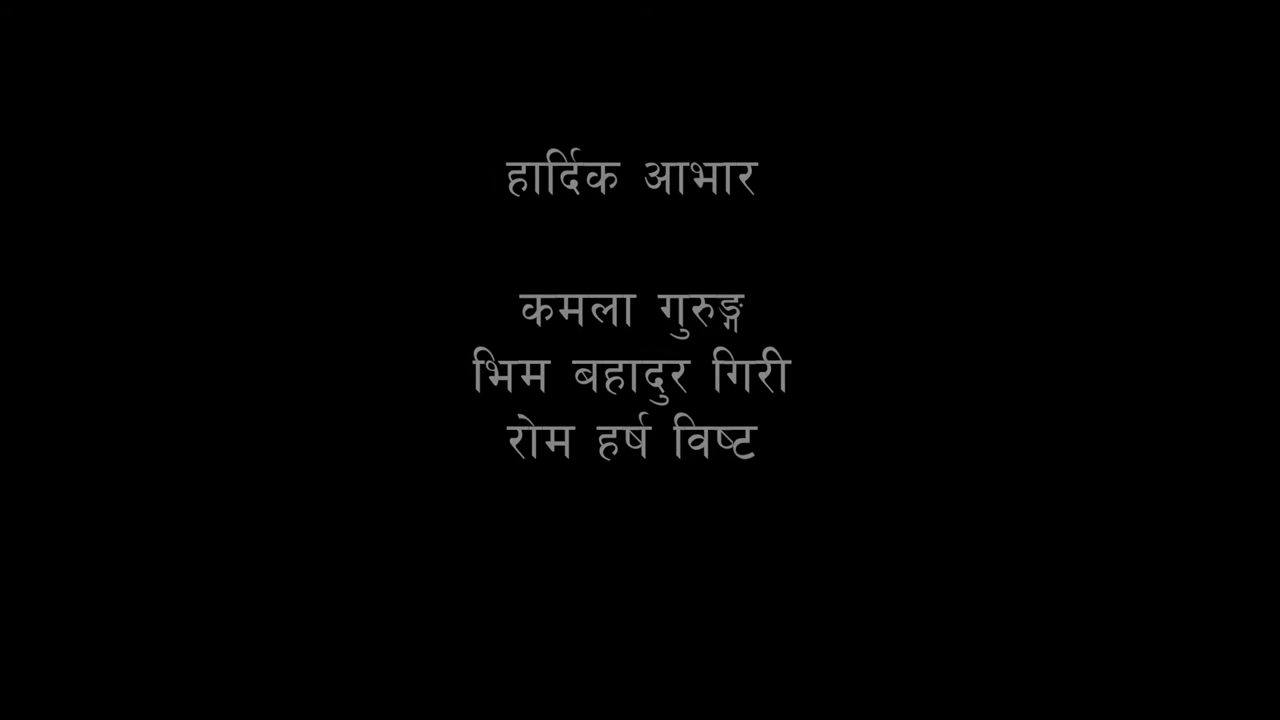 हार्दिक आभार
कमला गुरुङ्ग
भिम बहादुर गिरी
रोम हर्ष विष्ट